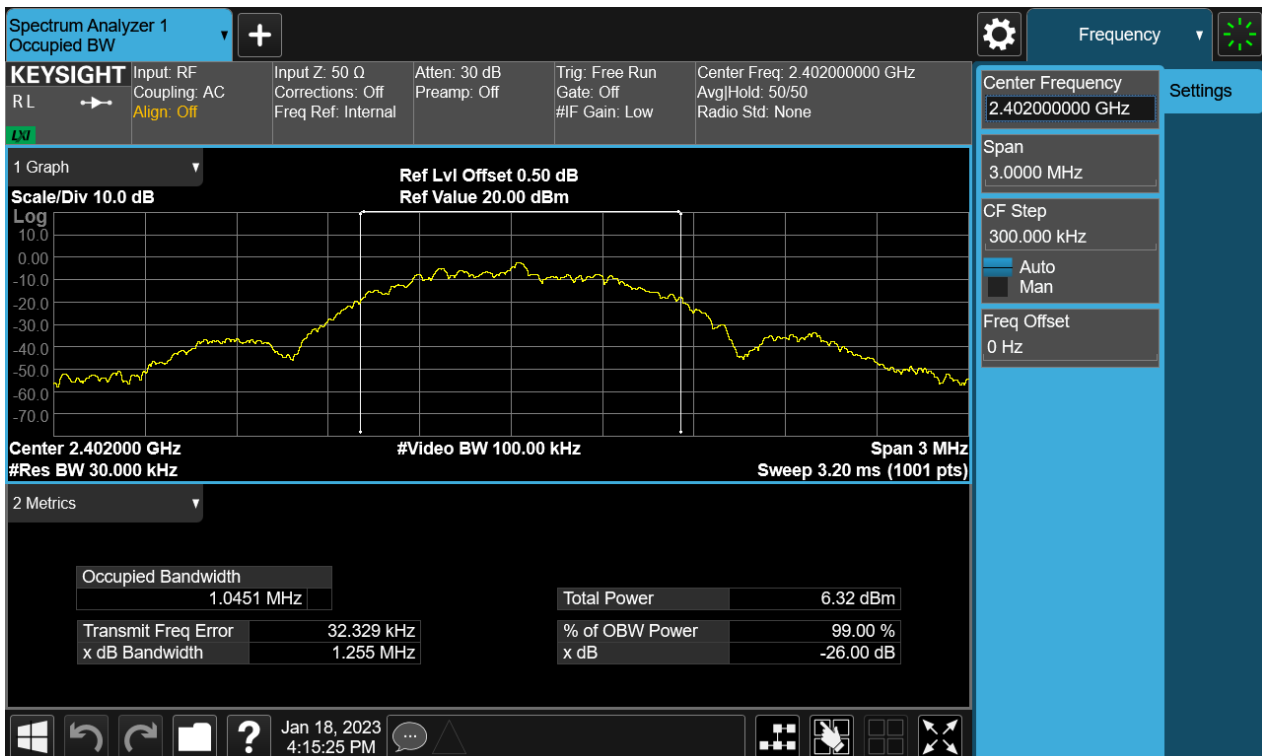 Spectrum Analyzer 1
Occupied BW
+
Frequency
KEYSIGHT
R L
LXI
Input: RF
Coupling: AC
Align: Off
Input Z: 50 Ω
Corrections: Off
Freq Ref: Internal
Atten: 30 dB
Preamp: Off
Trig: Free Run
Gate: Off
#IF Gain: Low
Center Freq: 2.402000000 GHz
Avg|Hold: 50/50
Radio Std: None
Center Frequency
2.402000000 GHz
Settings
Span
3.0000 MHz
CF Step
300.000 kHz
Auto
Man
Freq Offset
0 Hz
1 Graph
Scale/Div 10.0 dB
Ref Lvl Offset 0.50 dB
Ref Value 20.00 dBm
Log
10.0
0.00
-10.0
-20.0
-30.0
-40.0
-50.0
-60.0
-70.0
Center 2.402000 GHz
#Video BW 100.00 kHz
Span 3 MHz
#Res BW 30.000 kHz
Sweep 3.20 ms (1001 pts)
2 Metrics
Occupied Bandwidth
1.0451 MHz
Total Power 6.32 dBm
Transmit Freq Error 32.329 kHz
% of OBW Power 99.00 %
x dB Bandwidth 1.255 MHz
x dB -26.00 dB
?
Jan 18, 2023
4:15:25 PM